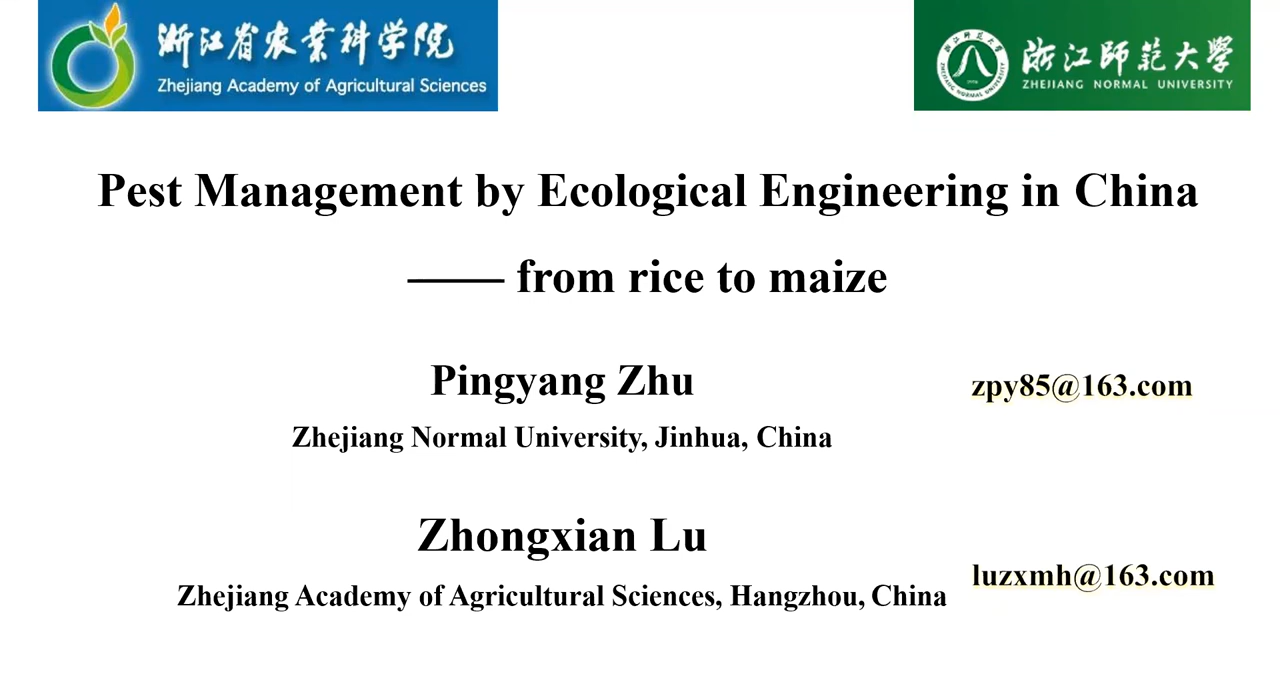 浙江省农业科学院
Zhejiang Academy of Agricultural Sciences
浙江師範大學
ZHEJIANG NORMAL UNIVERSITY
Pest Management by Ecological Engineering in China
—— from rice to maize
Pingyang Zhu
zpy85@163.com
Zhejiang Normal University, Jinhua, China
Zhongxian Lu
luzxmh@163.com
Zhejiang Academy of Agricultural Sciences, Hangzhou, China